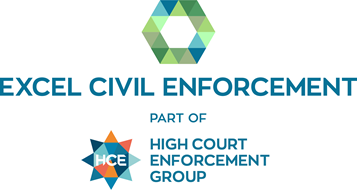 EXCEL CIVIL ENFORCEMENT
PART OF
HCE
HIGH COURT
ENFORCEMENT
GROUP